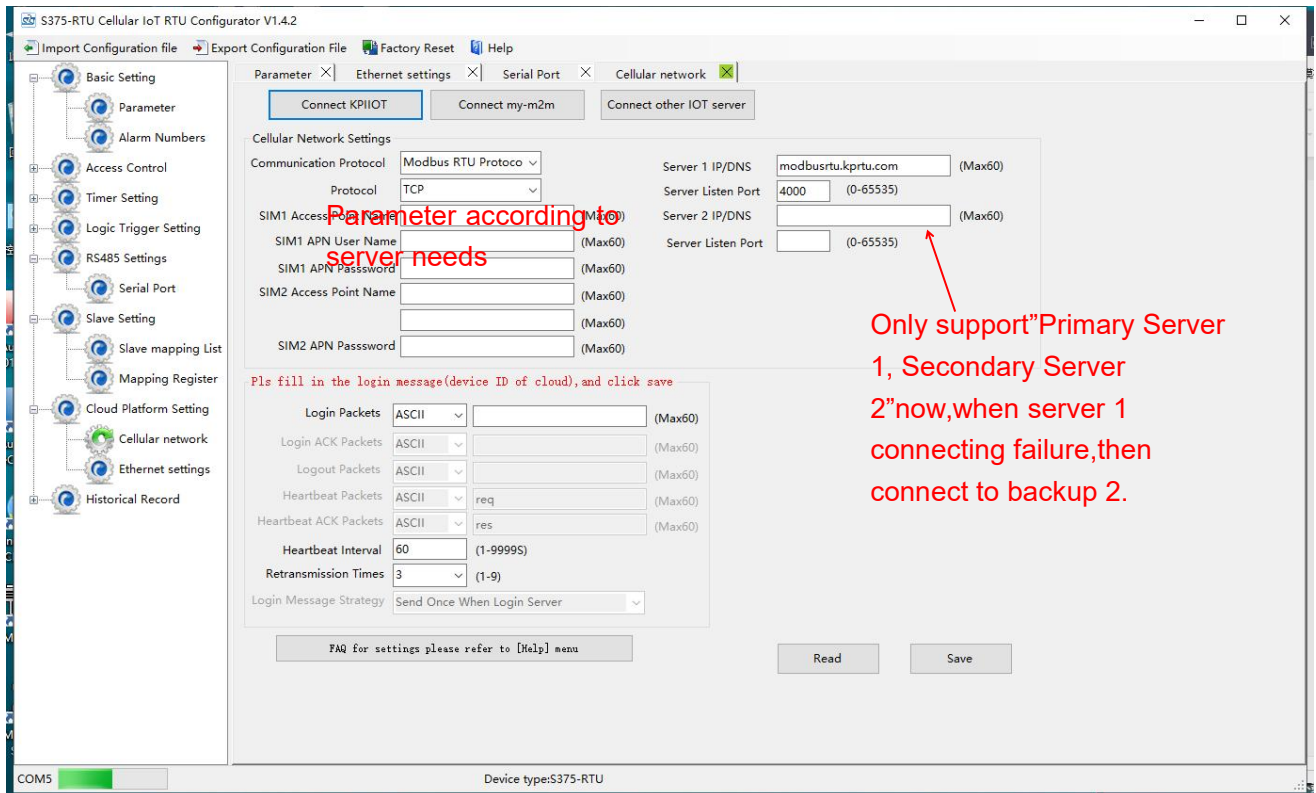 S375-RTU Cellular IoT RTU Configurator V1.4.2
Import Configuration file Export Configuration File Factory Reset Help
Basic Setting
Parameter
Alarm Numbers
Access Control
Timer Setting
Logic Trigger Setting
RS485 Settings
Serial Port
Slave Setting
Slave mapping List
Mapping Register
Cloud Platform Setting
Cellular network
Ethernet settings
Historical Record
Parameter Ethernet settings Serial Port Cellular network
Connect KPIIOT Connect my-m2m Connect other IOT server
Cellular Network Settings
Communication Protocol Modbus RTU Protoco
Protocol TCP
SIM1 Access Point Name (Max60)
SIM1 APN User Name (Max60)
SIM1 APN Passsword (Max60)
SIM2 Access Point Name (Max60)
(Max60)
SIM2 APN Passsword (Max60)
Server 1 IP/DNS modbusrtu.kprtu.com (Max60)
Server Listen Port 4000 (0-65535)
Server 2 IP/DNS (Max60)
Server Listen Port (0-65535)
Parameter according to
server needs
Only support”Primary Server
1, Secondary Server
2”now,when server 1
connecting failure,then
connect to backup 2.
Pls fill in the login message(device ID of cloud),and click save
Login Packets ASCII (Max60)
Login ACK Packets ASCII (Max60)
Logout Packets ASCII (Max60)
Heartbeat Packets ASCII req (Max60)
Heartbeat ACK Packets ASCII res (Max60)
Heartbeat Interval 60 (1-9999S)
Retransmission Times 3 (1-9)
Login Message Strategy Send Once When Login Server
FAQ for settings please refer to [Help] menu
Read Save
COM5 Device type:S375-RTU